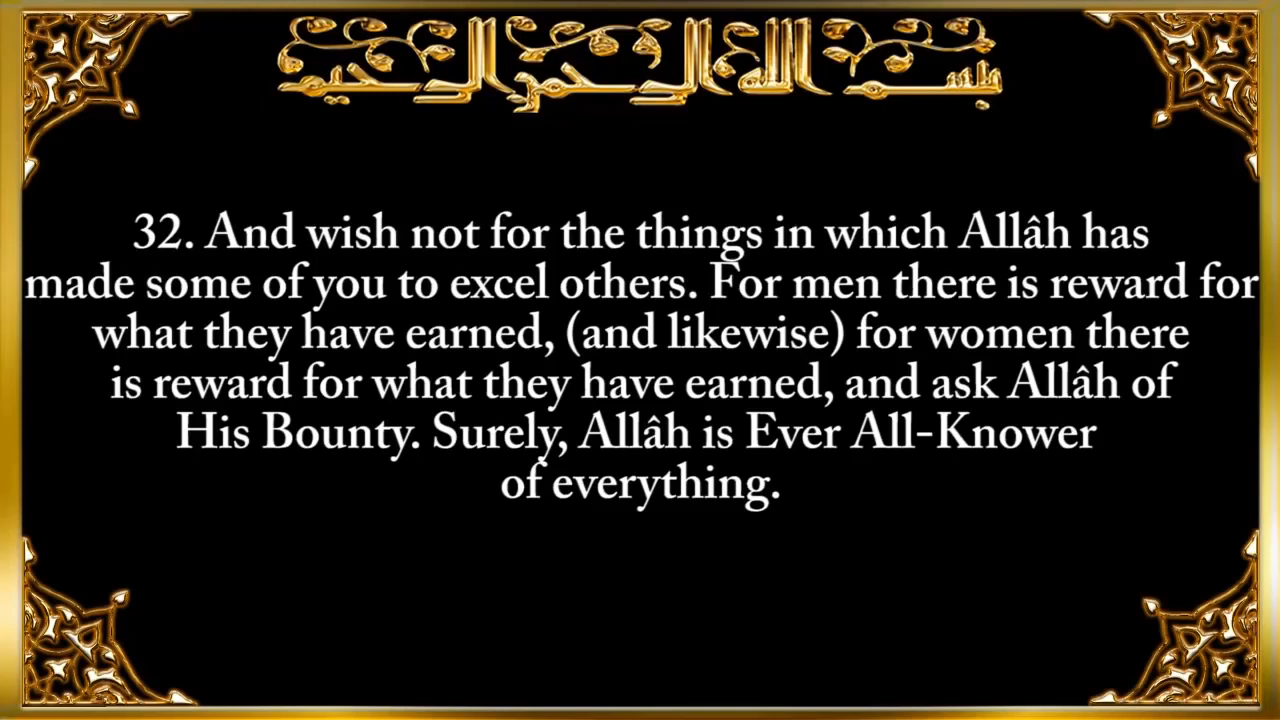 بسم الله الرحمن الرحيم
32. And wish not for the things in which Allâh has
made some of you to excel others. For men there is reward for
what they have earned, (and likewise) for women there
is reward for what they have earned, and ask Allâh of
His Bounty. Surely, Allâh is Ever All-Knower
of everything.